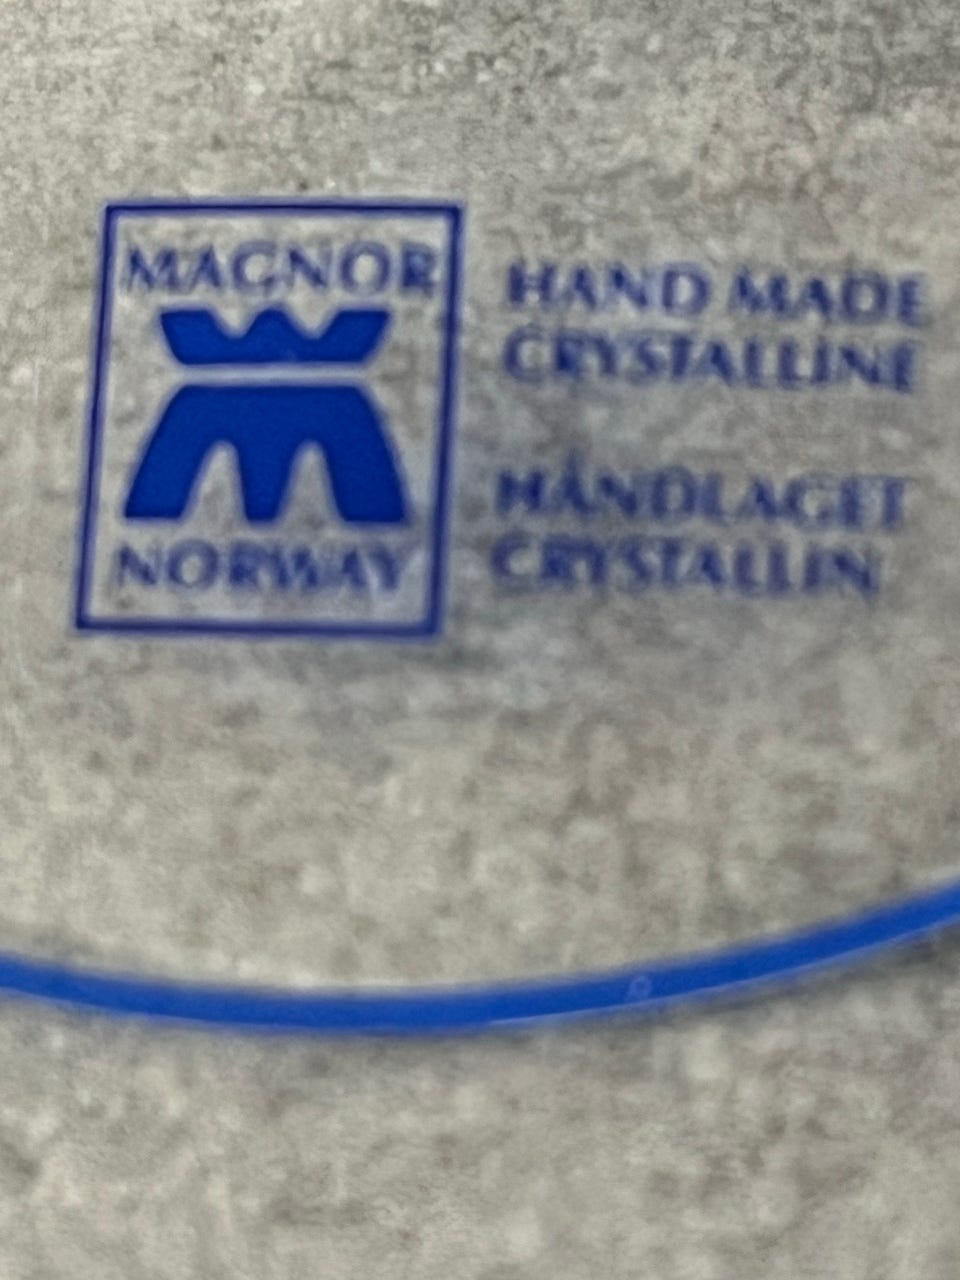 MAGNOR
NORWAY
HAND MADE
CRYSTALLINE
HÅNDLAGET
CRYSTALLIN